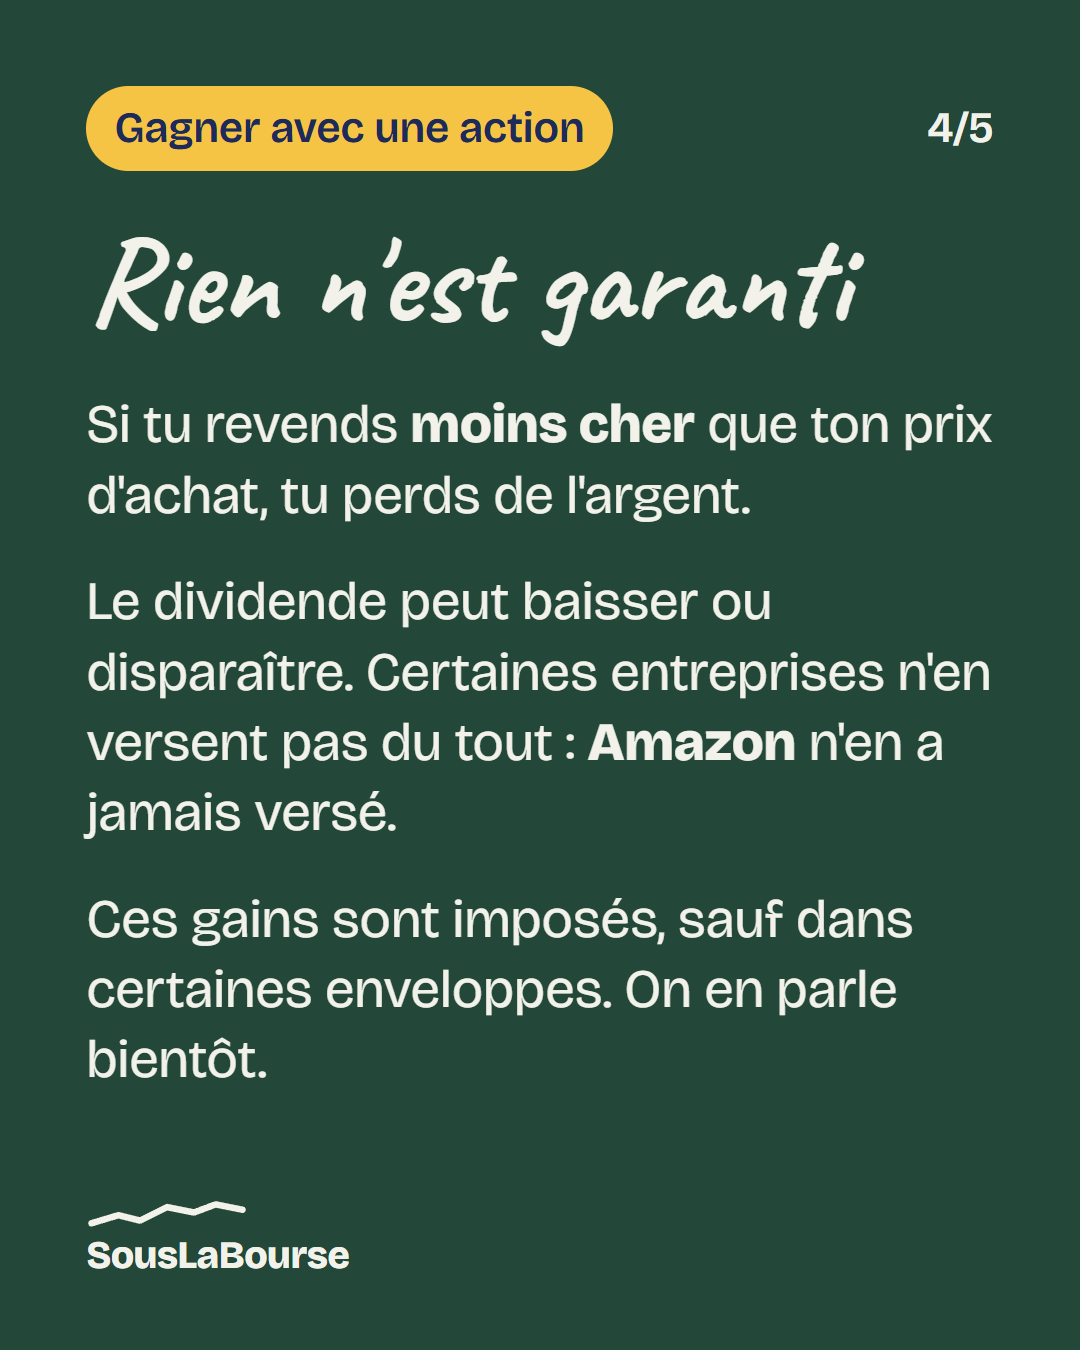 Gagner avec une action
4/5
Rien n'est garanti
Si tu revends moins cher que ton prix
d'achat, tu perds de l'argent.
Le dividende peut baisser ou
disparaître. Certaines entreprises n'en
versent pas du tout : Amazon n'en a
jamais versé.
Ces gains sont imposés, sauf dans
certaines enveloppes. On en parle
bientôt.
SousLaBourse